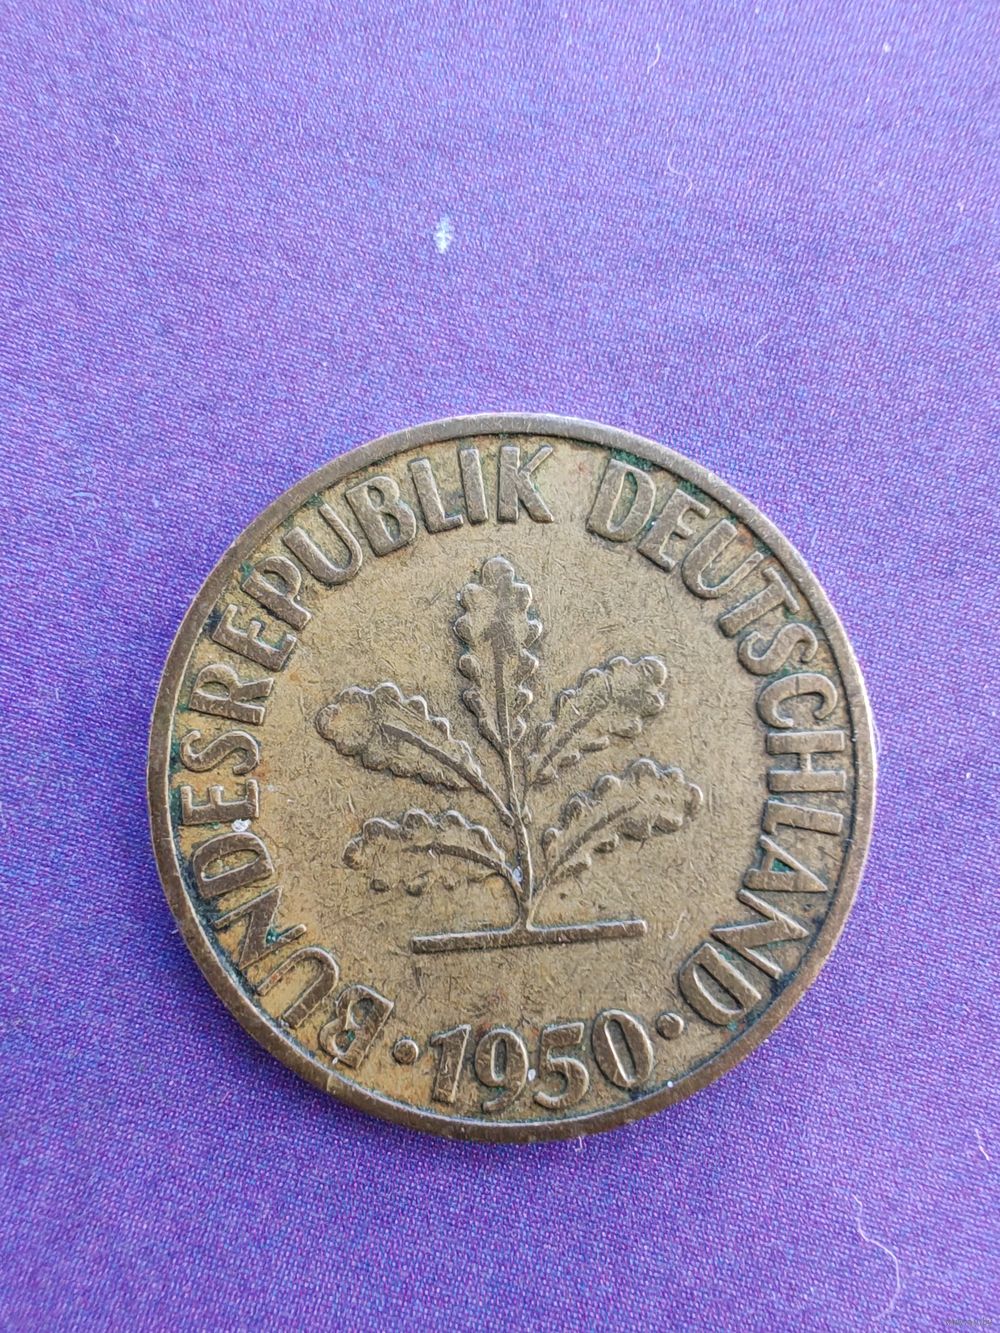 BUNDESREPUBLIK DEUTSCHLAND
• 1950 •